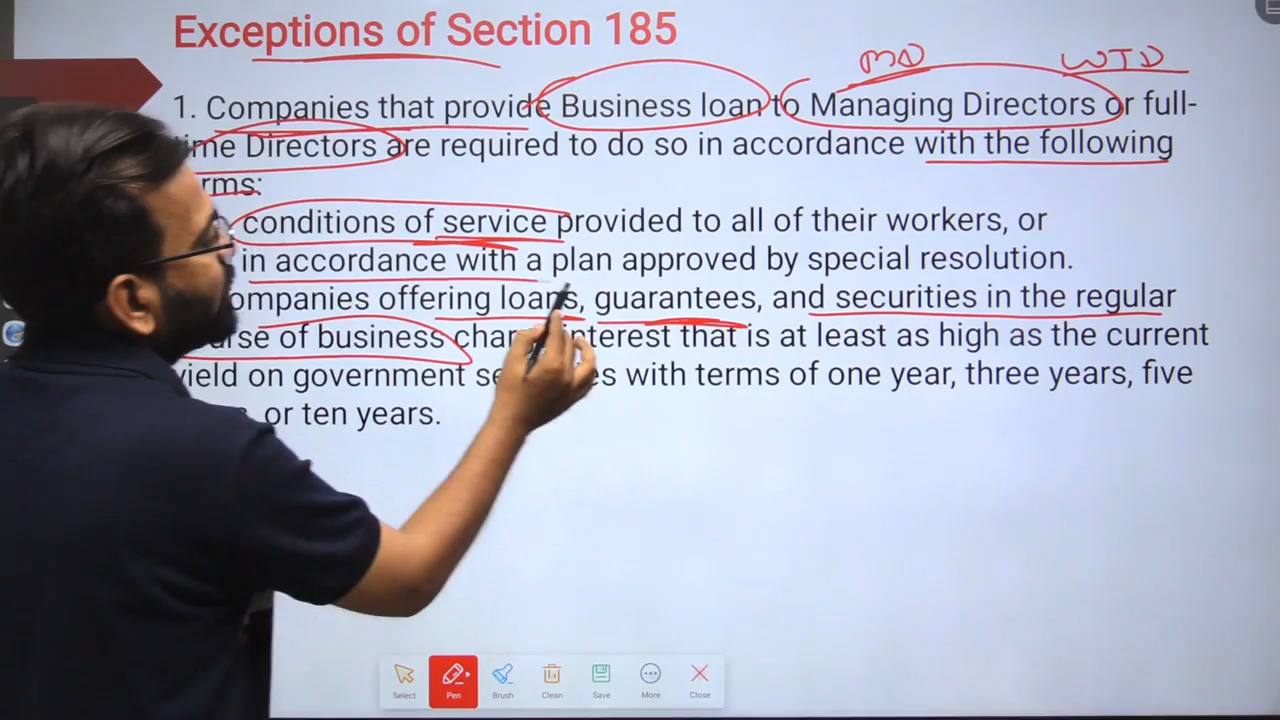 Exceptions of Section 185
MD WTD
1. Companies that provide Business loan to Managing Directors or full-
ime Directors are required to do so in accordance with the following
rms:
conditions of service provided to all of their workers, or
in accordance with a plan approved by special resolution.
ompanies offering loans, guarantees, and securities in the regular
rse of business interest that is at least as high as the current
yield on government with terms of one year, three years, five
or ten years.
Select Pen Brush Clean Save More Close